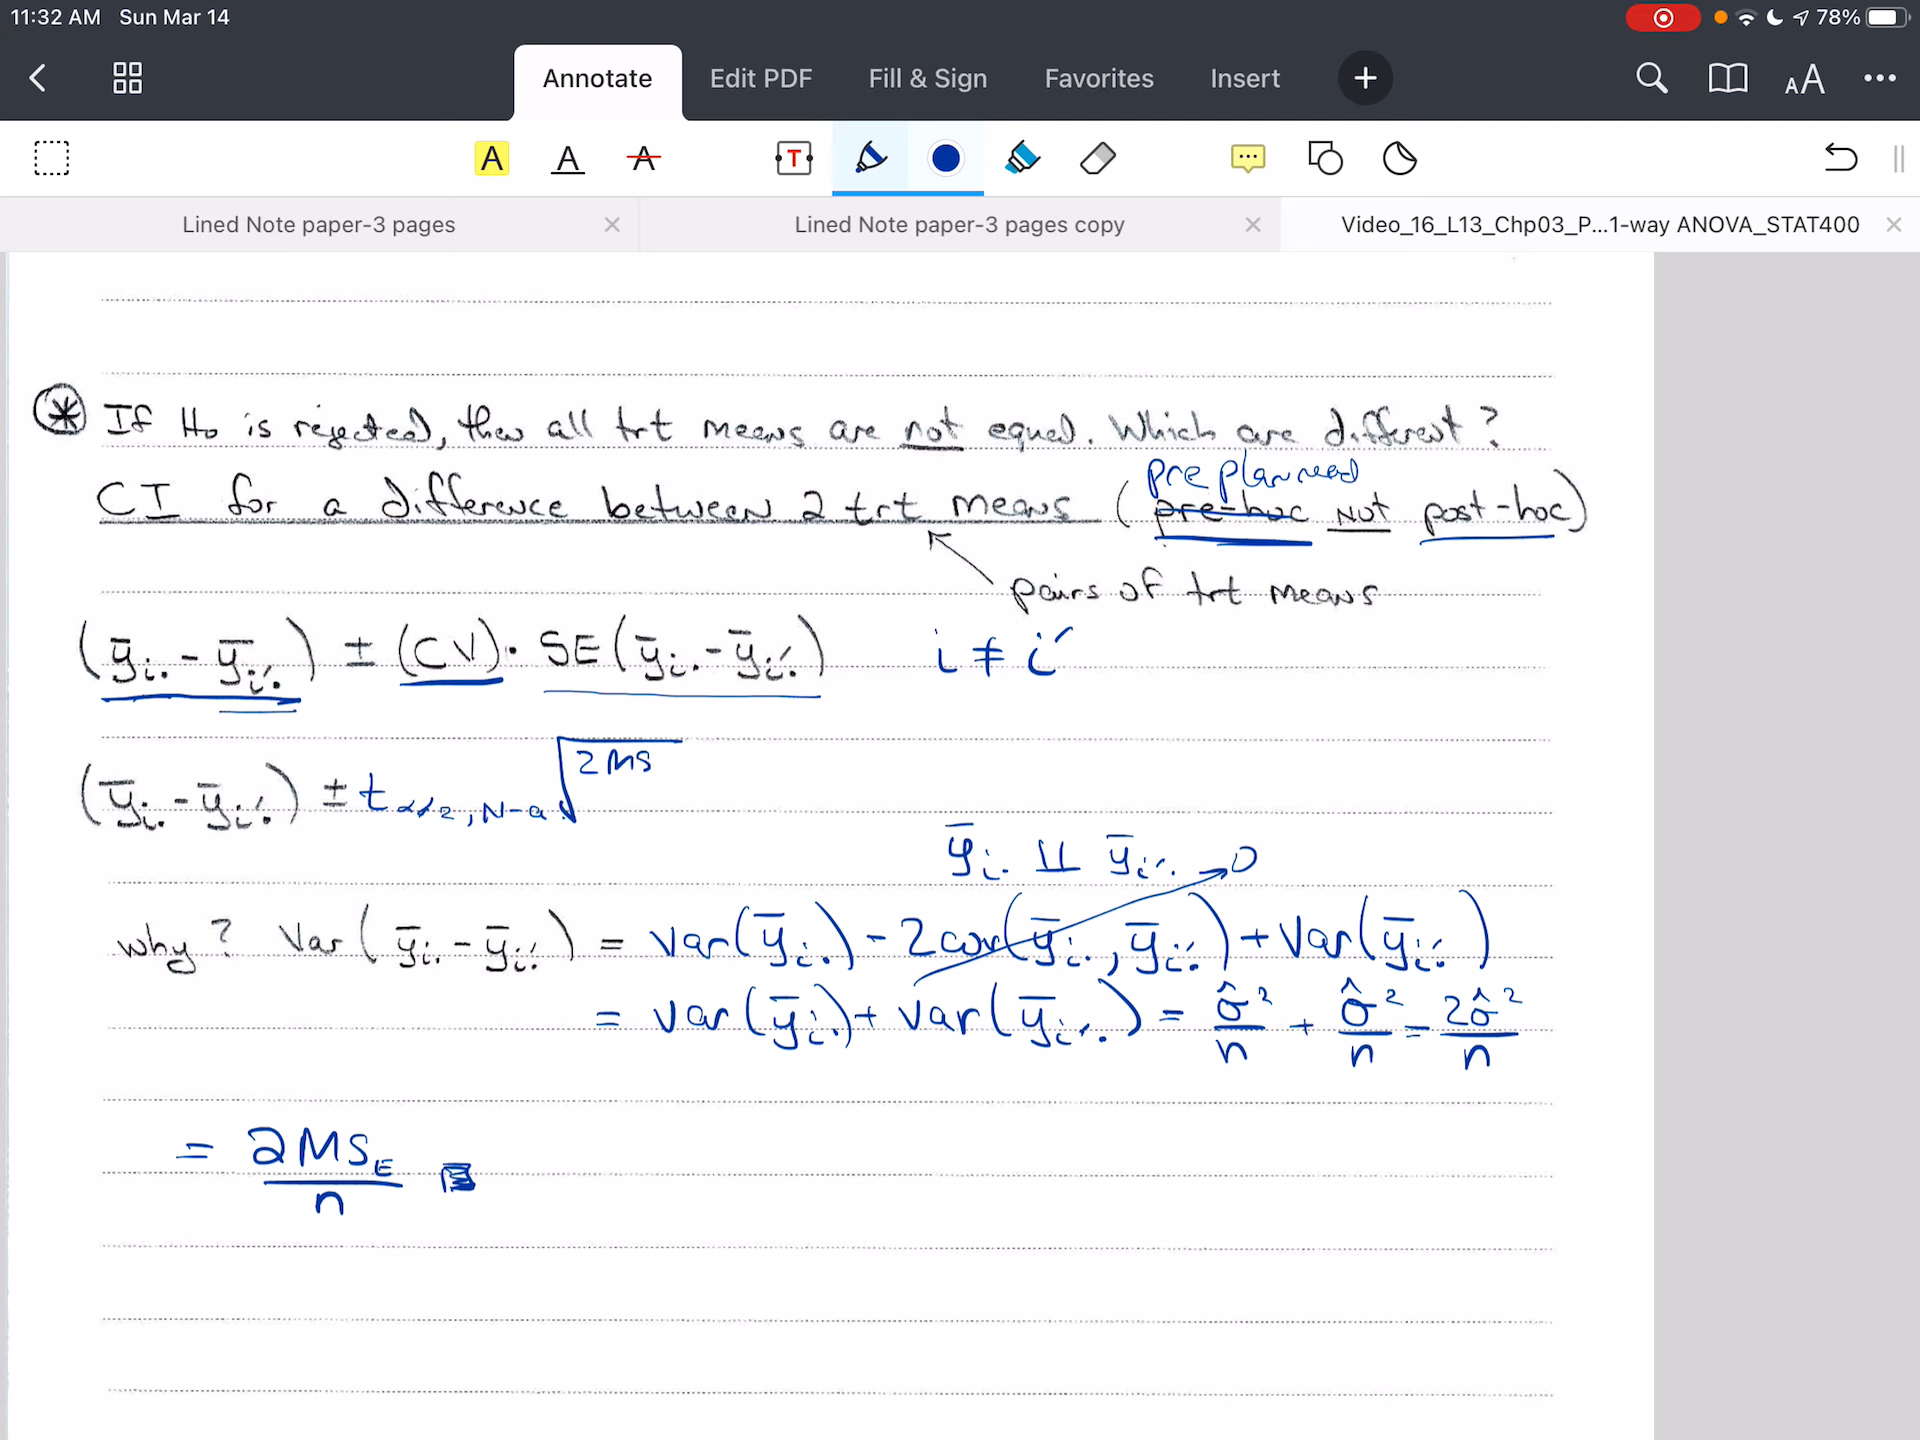 11:32 AM Sun Mar 14
78%
Annotate Edit PDF Fill & Sign Favorites Insert
Lined Note paper-3 pages
Lined Note paper-3 pages copy
Video_16_L13_Chp03_P...1-way ANOVA_STAT400
⊛ If H₀ is rejected, then all trt means are not equal. Which are different?
pre planned
CI for a difference between 2 trt means (pre-hoc NOT post-hoc)
pairs of trt means
(ȳᵢ. - ȳᵢ′.) ± (CV)· SE(ȳᵢ. - ȳᵢ′.) i ≠ i′
(ȳᵢ. - ȳᵢ′.) ± t α/2, N-a √2MS
ȳᵢ. ⫫ ȳᵢ′. → 0
why? Var(ȳᵢ. - ȳᵢ′.) = var(ȳᵢ.) - 2cov(ȳᵢ., ȳᵢ′.) + Var(ȳᵢ′.)
= var(ȳᵢ.) + var(ȳᵢ′.) = σ̂²/n + σ̂²/n = 2σ̂²/n
= 2MS_E/n